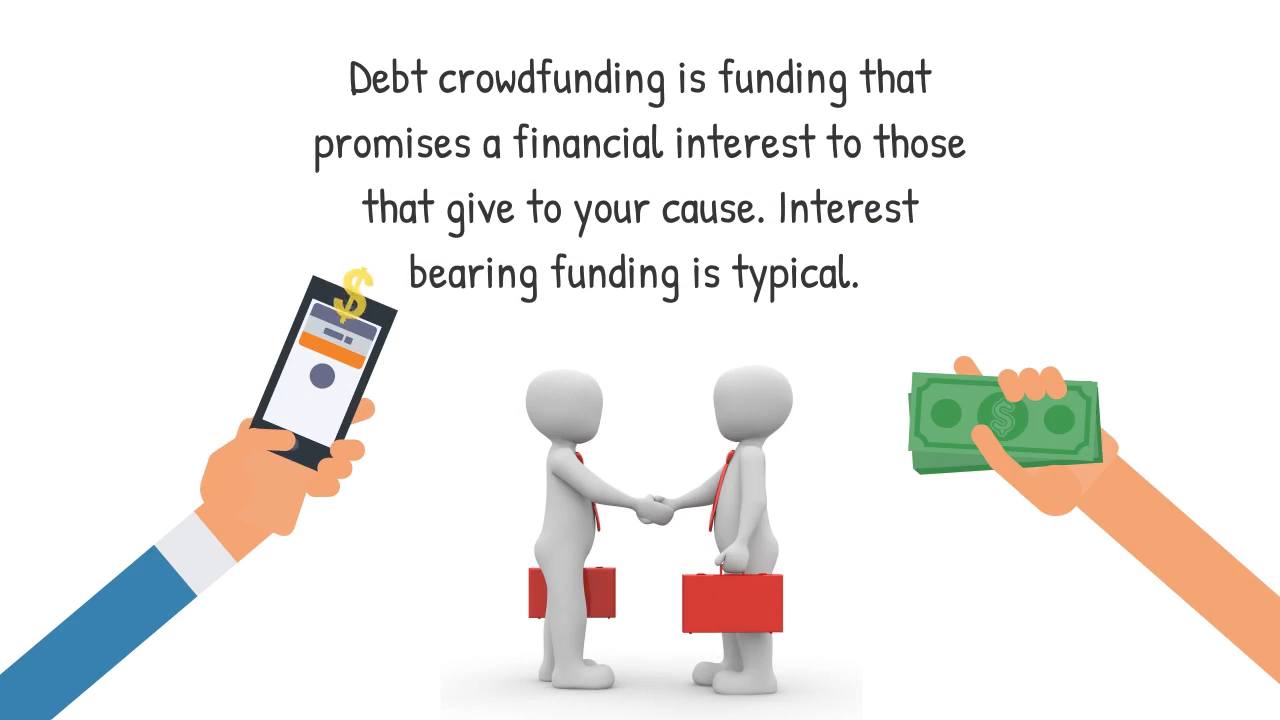 Debt crowdfunding is funding that
promises a financial interest to those
that give to your cause. Interest
bearing funding is typical.
$
$